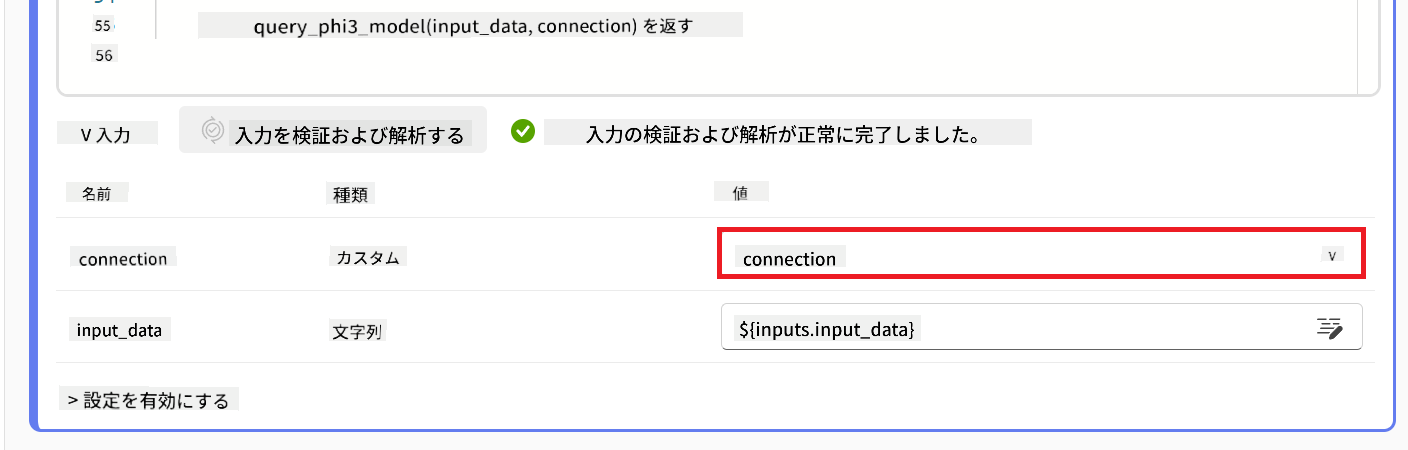 55
query_phi3_model(input_data, connection) を返す
56
V 入力
入力を検証および解析する
入力の検証および解析が正常に完了しました。
名前 種類 値
connection カスタム connection v
input_data 文字列 ${inputs.input_data}
> 設定を有効にする